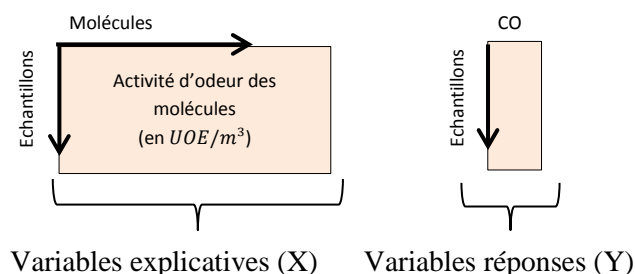 Molécules
Echantillons
Activité d'odeur des
molécules
(en UOE/m³)
Variables explicatives (X)
CO
Echantillons
Variables réponses (Y)